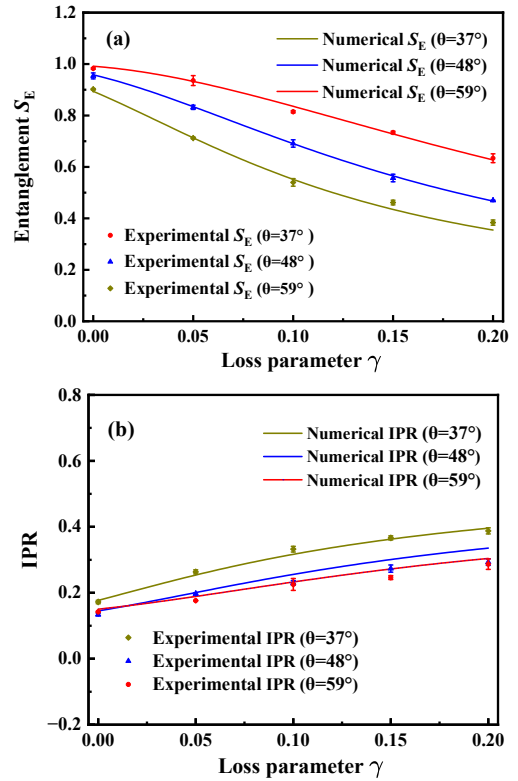 (a)
Numerical S_E (θ=37°)
Numerical S_E (θ=48°)
Numerical S_E (θ=59°)
Experimental S_E (θ=37° )
Experimental S_E (θ=48° )
Experimental S_E (θ=59° )
Entanglement S_E
1.2
1.0
0.8
0.6
0.4
0.2
0.0
0.00 0.05 0.10 0.15 0.20
Loss parameter γ
(b)
Numerical IPR (θ=37°)
Numerical IPR (θ=48°)
Numerical IPR (θ=59°)
Experimental IPR (θ=37°)
Experimental IPR (θ=48°)
Experimental IPR (θ=59°)
IPR
0.8
0.6
0.4
0.2
0.0
−0.2
0.00 0.05 0.10 0.15 0.20
Loss parameter γ